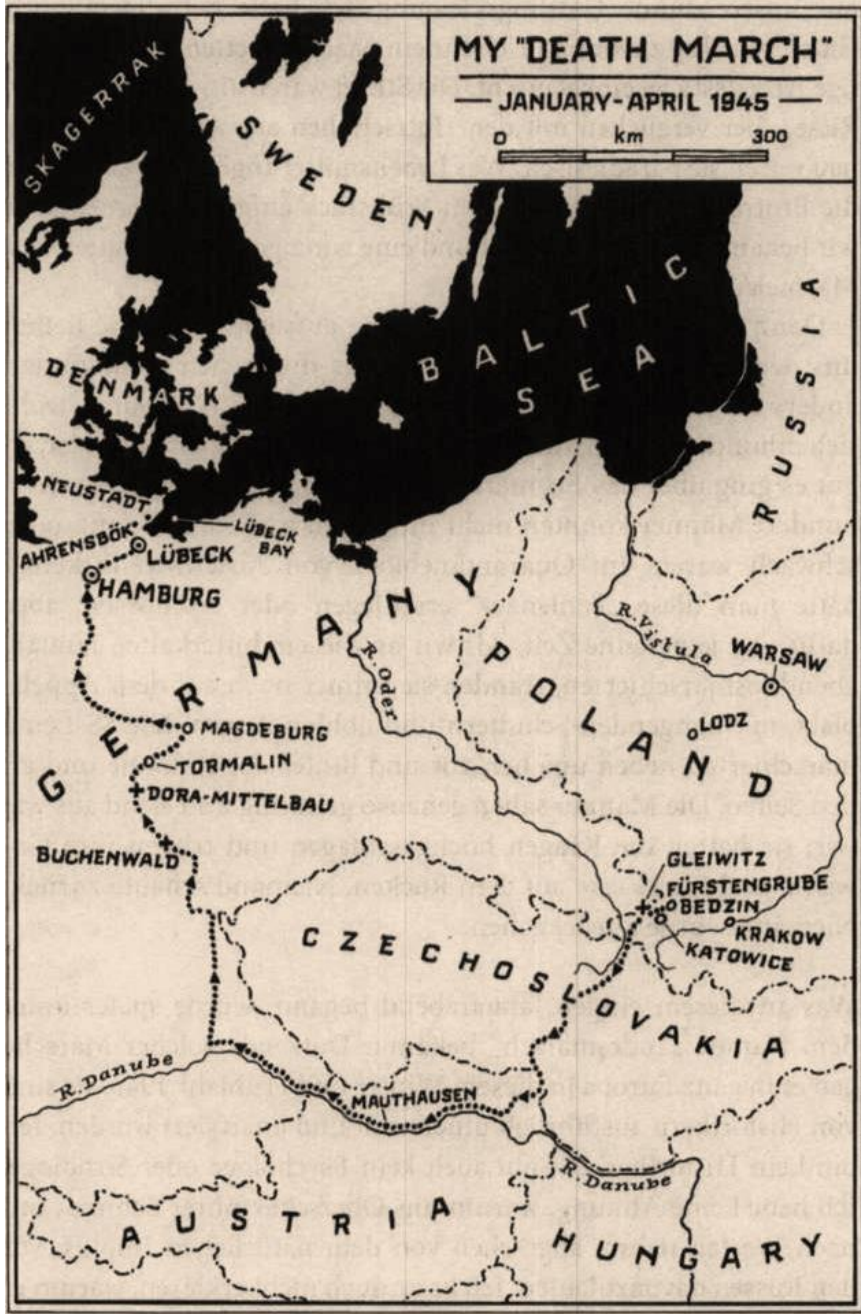 MY "DEATH MARCH"
JANUARY-APRIL 1945
0 km 300
SKAGERRAK
SWEDEN
BALTIC
SEA
RUSSIA
DENMARK
NEUSTADT
LÜBECK
BAY
AHRENSBÖK
LÜBECK
HAMBURG
GERMANY
POLAND
R. Oder
R. Vistula
WARSAW
LODZ
MAGDEBURG
TORMALIN
DORA-MITTELBAU
BUCHENWALD
GLEIWITZ
FÜRSTENGRUBE
BEDZIN
KRAKOW
KATOWICE
CZECHOSLOVAKIA
R. Danube
MAUTHAUSEN
R. Danube
AUSTRIA
HUNGARY